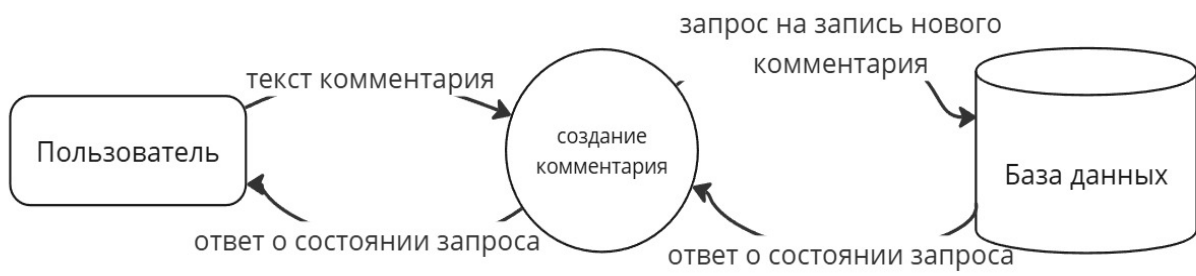 запрос на запись нового
комментария
текст комментария
Пользователь
создание
комментария
База данных
ответ о состоянии запроса
ответ о состоянии запроса